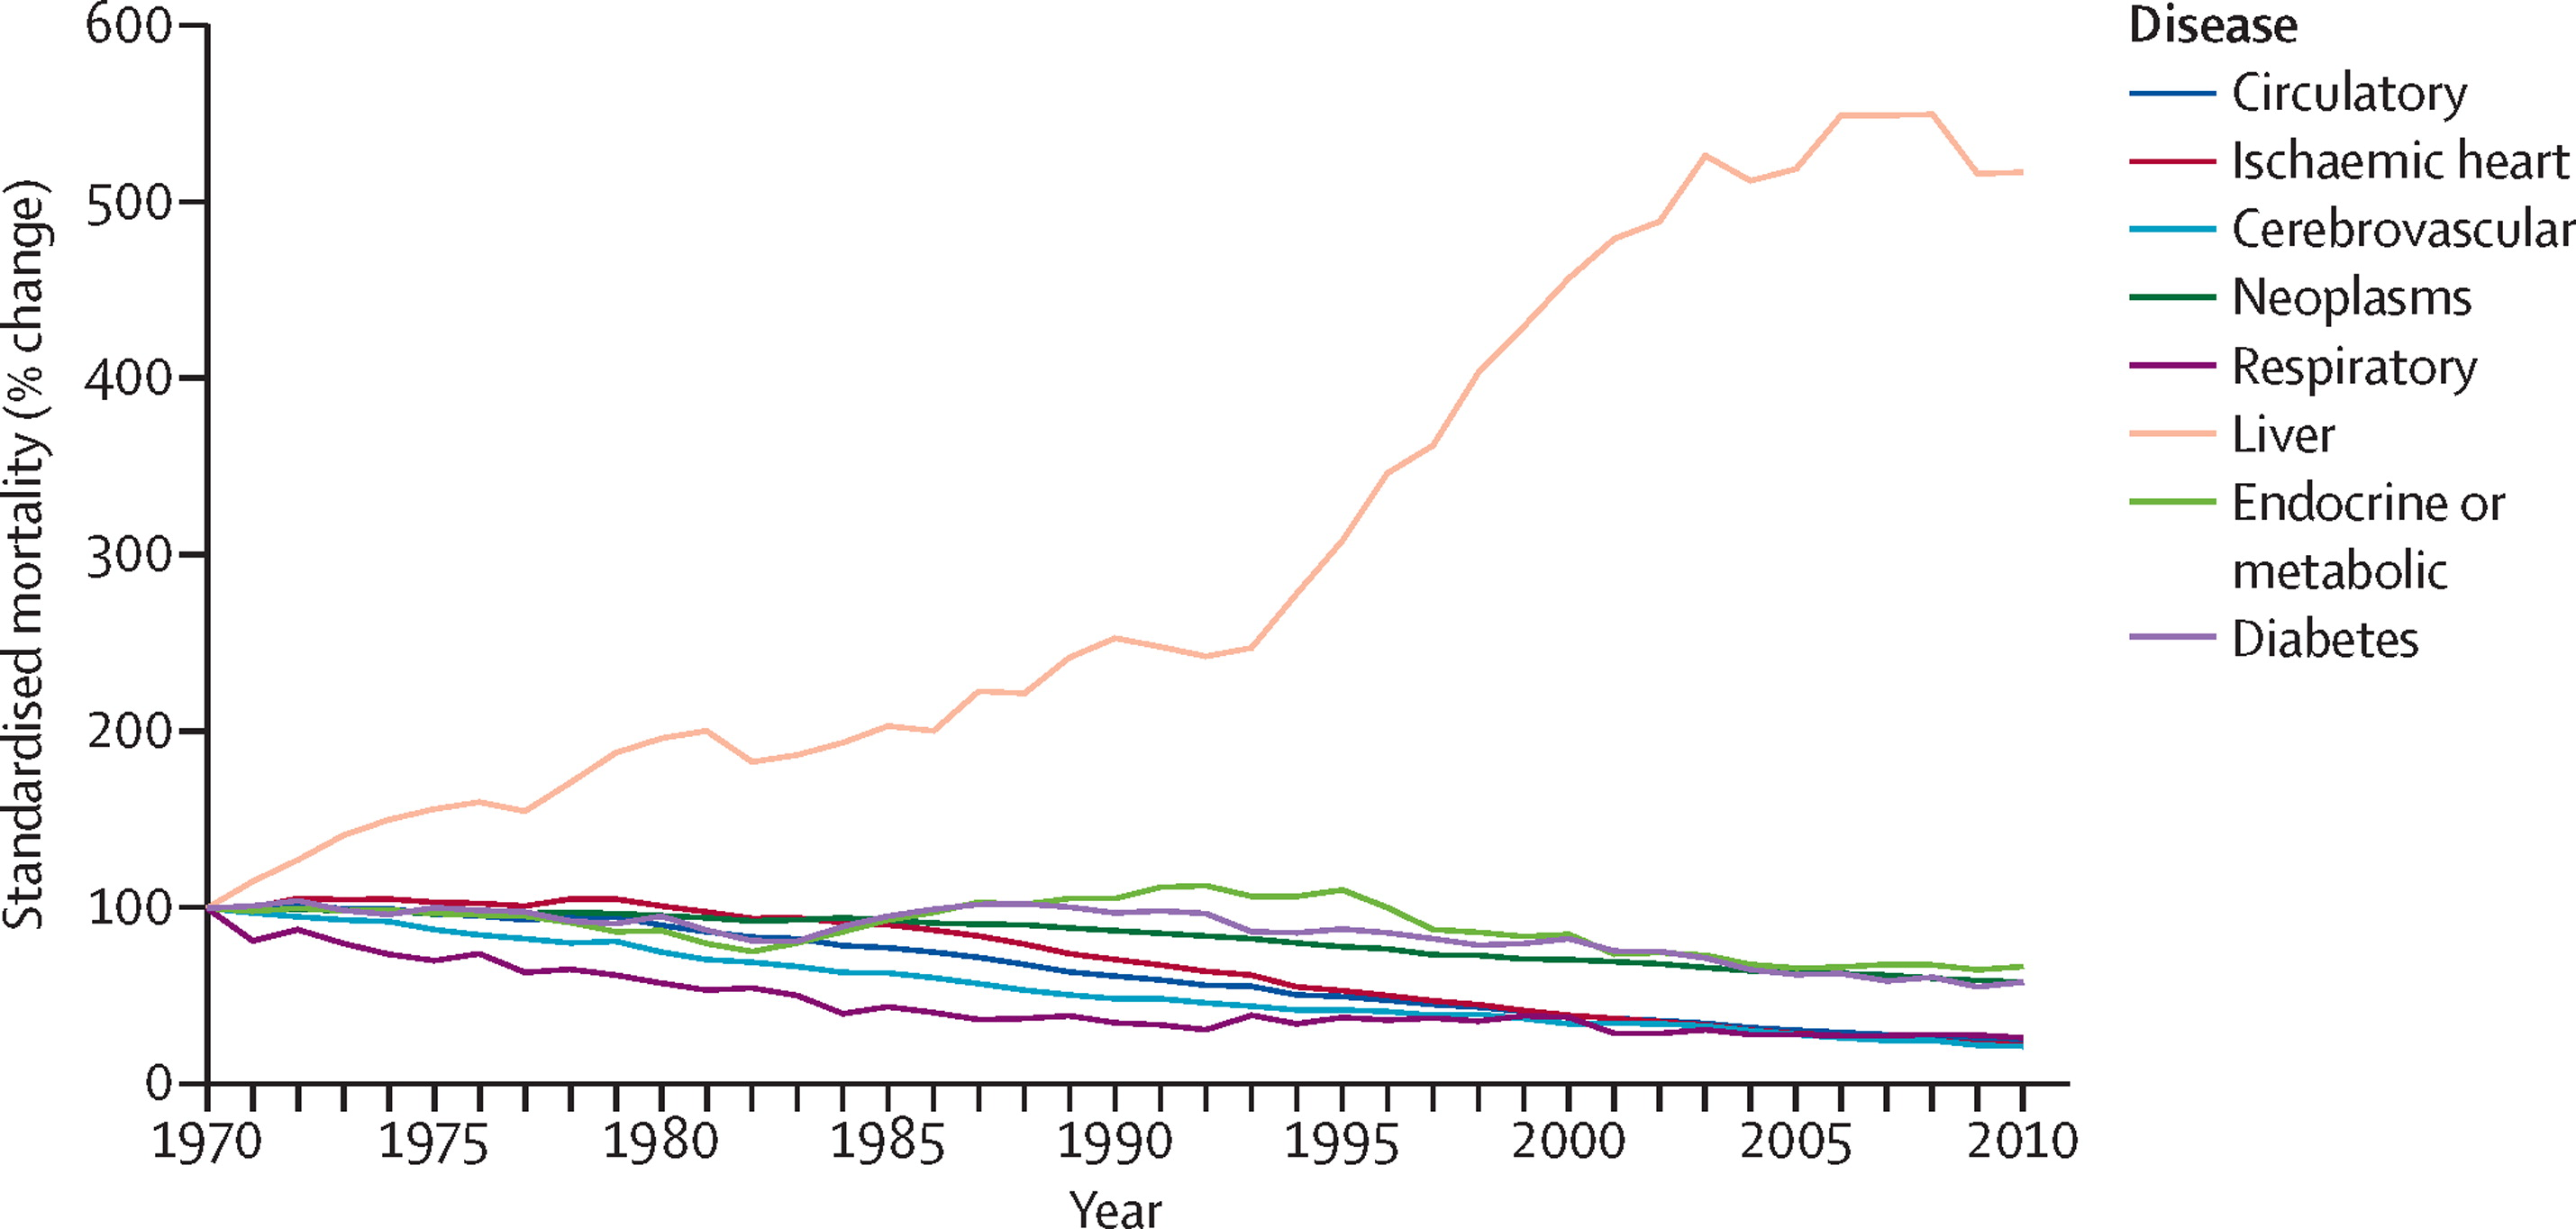 Standardised mortality (% change)
600
500
400
300
200
100
0
1970
1975
1980
1985
1990
1995
2000
2005
2010
Year
Disease
Circulatory
Ischaemic heart
Cerebrovascular
Neoplasms
Respiratory
Liver
Endocrine or
metabolic
Diabetes